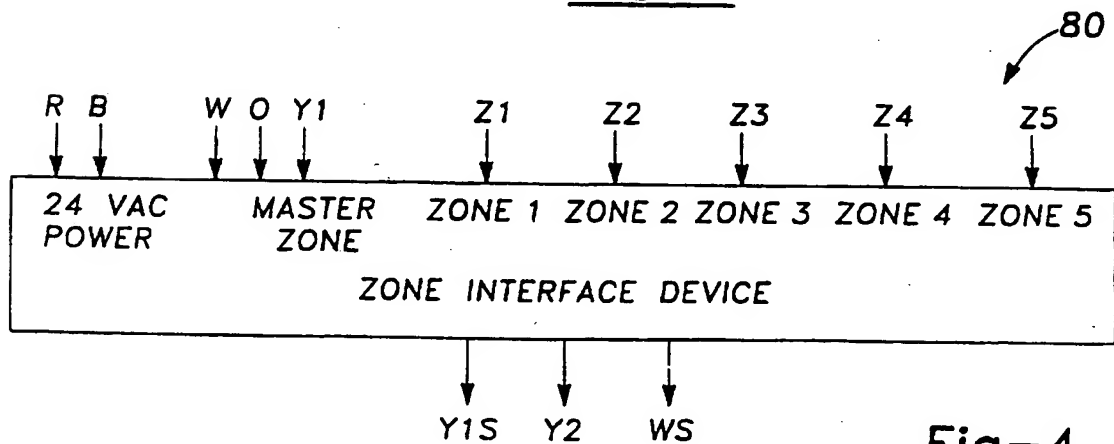 80
R B W O Y1 Z1 Z2 Z3 Z4 Z5
24 VAC POWER
MASTER ZONE
ZONE 1 ZONE 2 ZONE 3 ZONE 4 ZONE 5
ZONE INTERFACE DEVICE
Y1S Y2 WS